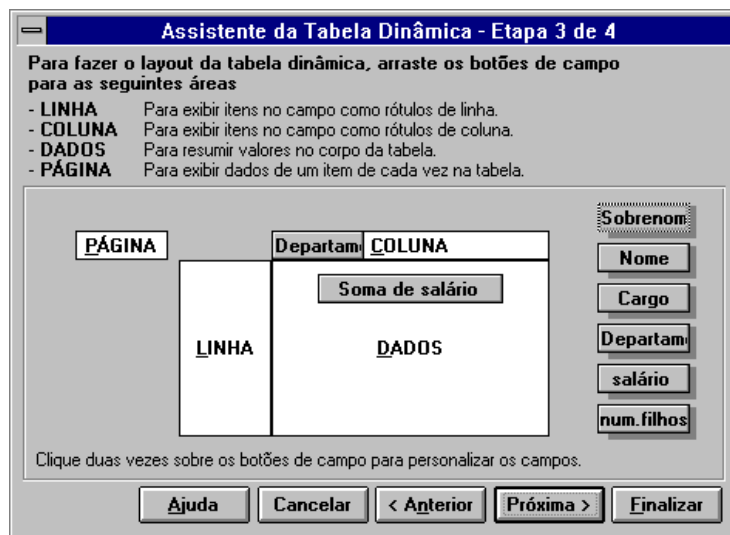 Assistente da Tabela Dinâmica - Etapa 3 de 4
Para fazer o layout da tabela dinâmica, arraste os botões de campo
para as seguintes áreas
- LINHA Para exibir itens no campo como rótulos de linha.
- COLUNA Para exibir itens no campo como rótulos de coluna.
- DADOS Para resumir valores no corpo da tabela.
- PÁGINA Para exibir dados de um item de cada vez na tabela.
PÁGINA
Departam COLUNA
Soma de salário
LINHA
DADOS
Sobrenom
Nome
Cargo
Departam
salário
num.filhos
Clique duas vezes sobre os botões de campo para personalizar os campos.
Ajuda Cancelar < Anterior Próxima > Finalizar